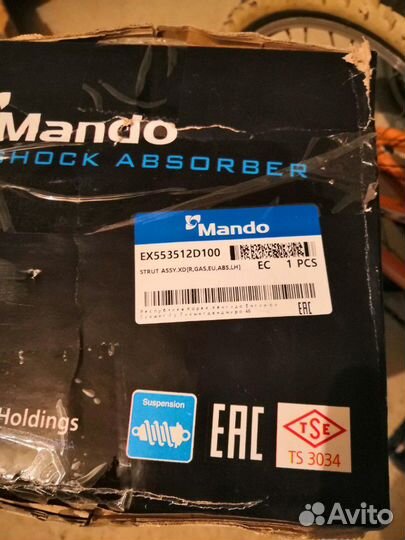 Mando
SHOCK ABSORBER
Mando
EX553512D100
EC 1 PCS
STRUT ASSY.XD[R,GAS,EU,ABS,LH]
EAC
Suspension
Holdings
EAC
TSE
TS 3034
Avito